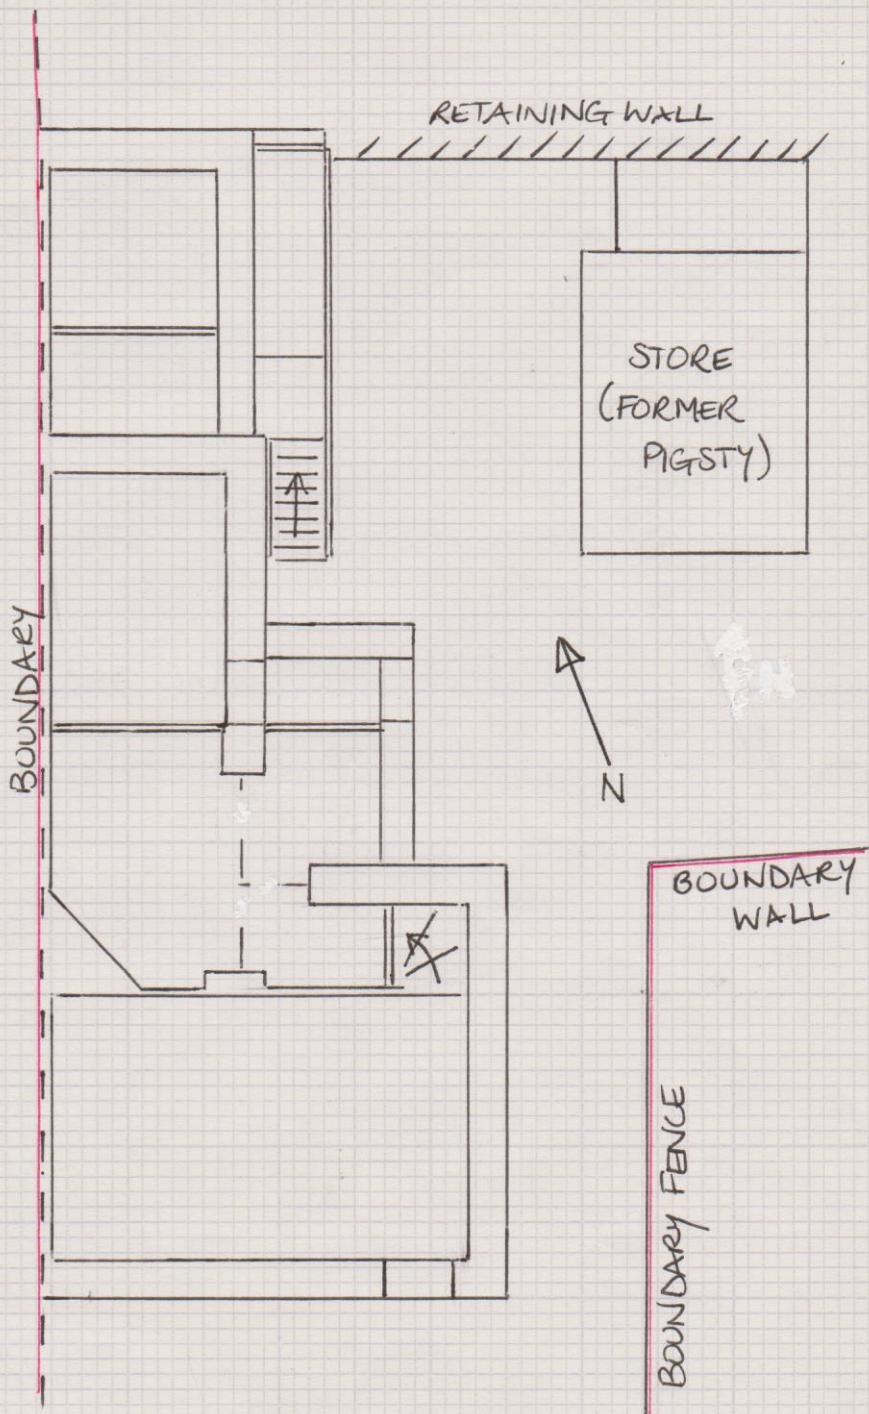 RETAINING WALL
STORE
(FORMER
PIGSTY)
BOUNDARY
N
BOUNDARY
WALL
BOUNDARY FENCE